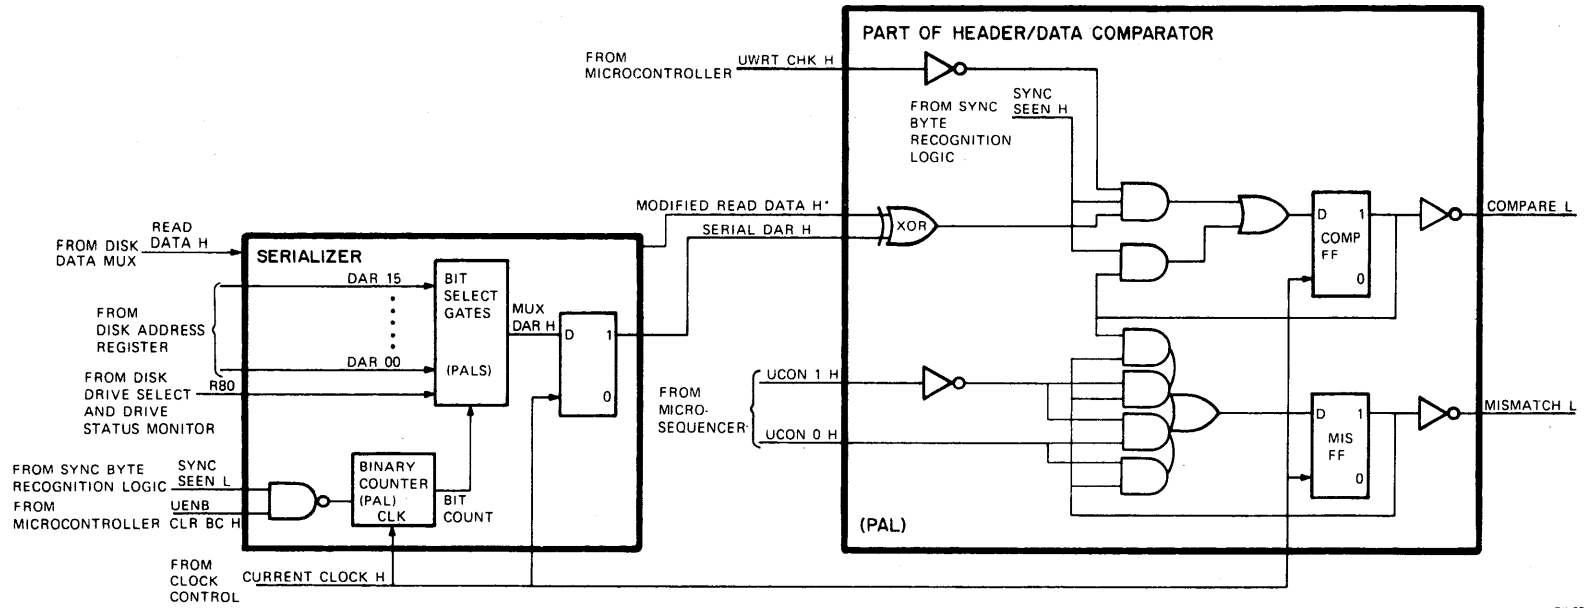 PART OF HEADER/DATA COMPARATOR
FROM
MICROCONTROLLER
UWRT CHK H
FROM SYNC
BYTE
RECOGNITION
LOGIC
SYNC
SEEN H
MODIFIED READ DATA H*
SERIAL DAR H
XOR
D 1
COMP
FF
0
COMPARE L
FROM DISK
DATA MUX
READ
DATA H
SERIALIZER
FROM
DISK ADDRESS
REGISTER
DAR 15
DAR 00
BIT
SELECT
GATES
(PALS)
MUX
DAR H
D 1
0
FROM DISK
DRIVE SELECT
AND DRIVE
STATUS MONITOR
R80
FROM
MICRO-
SEQUENCER
UCON 1 H
UCON 0 H
D 1
MIS
FF
0
MISMATCH L
FROM SYNC BYTE
RECOGNITION LOGIC
SYNC
SEEN L
FROM
MICROCONTROLLER
UENB
CLR BC H
BINARY
COUNTER
(PAL)
CLK
BIT
COUNT
(PAL)
FROM
CLOCK
CONTROL
CURRENT CLOCK H